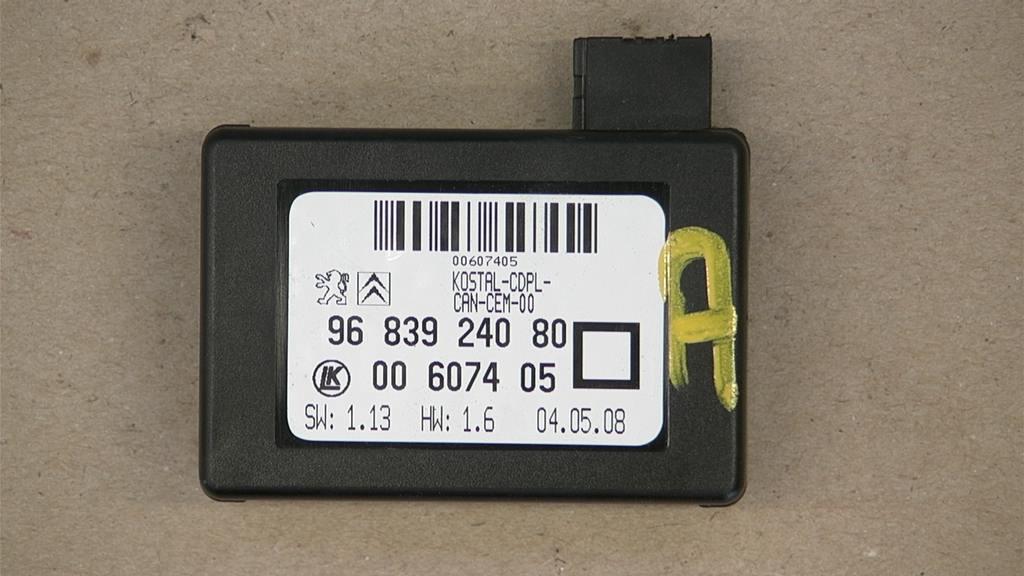 00607405
KOSTAL-CDPL-
CAN-CEM-00
96 839 240 80
LK 00 6074 05
SW: 1.13 HW: 1.6 04.05.08
A